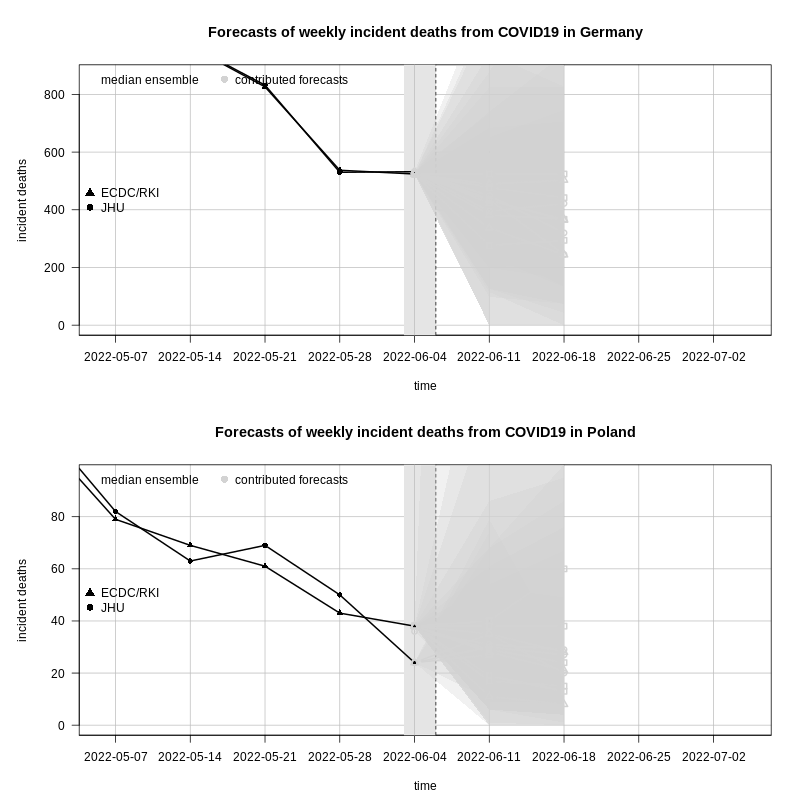 Forecasts of weekly incident deaths from COVID19 in Germany
median ensemble contributed forecasts
800
600
400
200
0
incident deaths
ECDC/RKI
JHU
2022-05-07 2022-05-14 2022-05-21 2022-05-28 2022-06-04 2022-06-11 2022-06-18 2022-06-25 2022-07-02
time
Forecasts of weekly incident deaths from COVID19 in Poland
median ensemble contributed forecasts
80
60
40
20
0
incident deaths
ECDC/RKI
JHU
2022-05-07 2022-05-14 2022-05-21 2022-05-28 2022-06-04 2022-06-11 2022-06-18 2022-06-25 2022-07-02
time